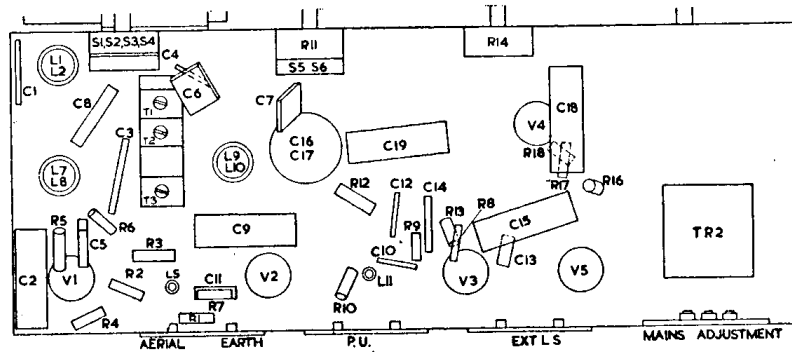 S1,S2,S3,S4
R11
R14
S5 S6
C1
L1
L2
C4
C6
C8
C3
T1
T2
T3
C7
C16
C17
C19
V4
C18
R18
R17
R16
L7
L8
L9
L10
R12
C12
C14
R13
R8
C15
TR2
R5
C5
R6
R3
C9
R9
C10
C13
C2
V1
R2
L5
C11
R7
V2
R10
L11
V3
V5
R4
R1
AERIAL
EARTH
P.U.
EXT LS
MAINS ADJUSTMENT